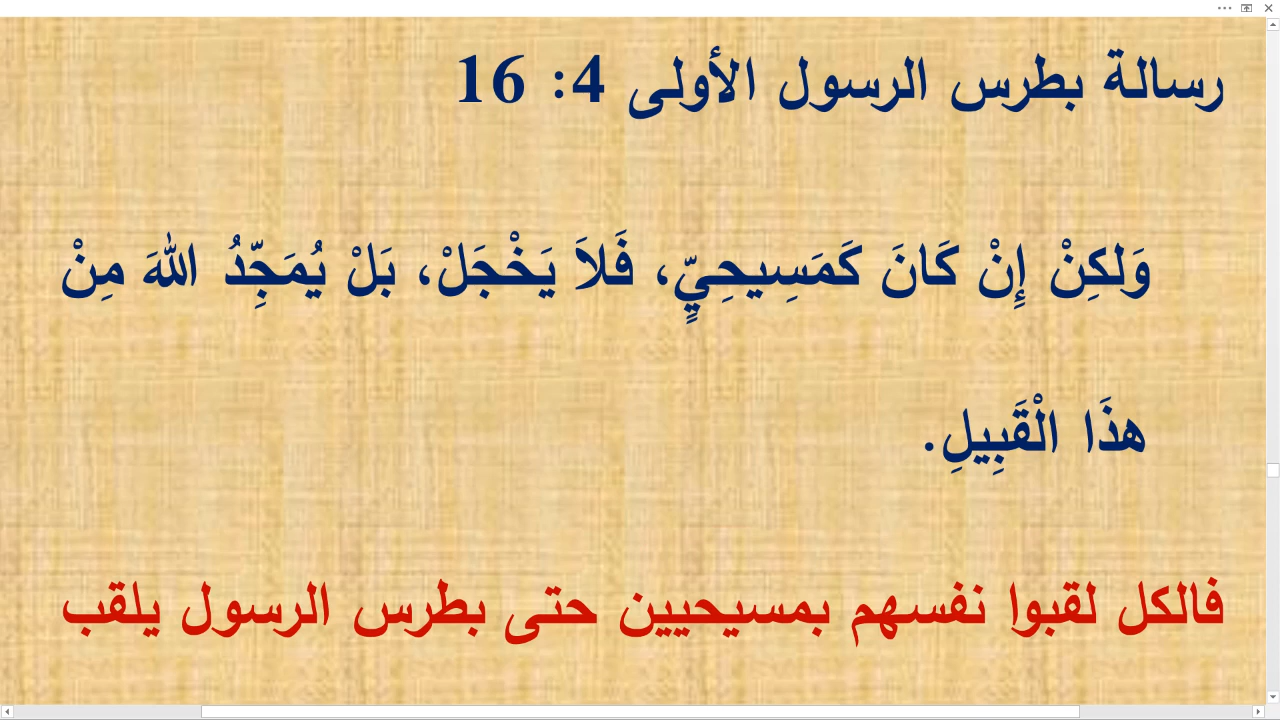 رسالة بطرس الرسول الأولى 4: 16
وَلكِنْ إِنْ كَانَ كَمَسِيحِيٍّ، فَلاَ يَخْجَلْ، بَلْ يُمَجِّدُ اللهَ مِنْ
هذَا الْقَبِيلِ.
فالكل لقبوا نفسهم بمسيحيين حتى بطرس الرسول يلقب